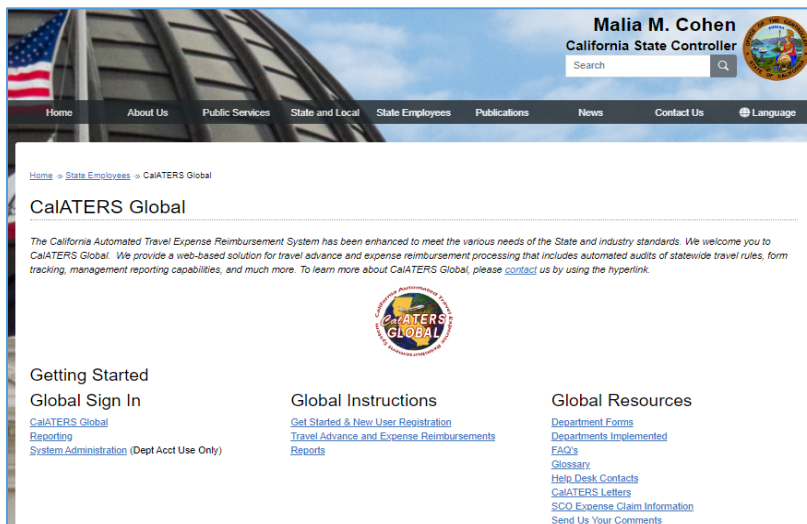 Malia M. Cohen
California State Controller
Search
Home About Us Public Services State and Local State Employees Publications News Contact Us Language
Home » State Employees » CalATERS Global
CalATERS Global
The California Automated Travel Expense Reimbursement System has been enhanced to meet the various needs of the State and industry standards. We welcome you to
CalATERS Global. We provide a web-based solution for travel advance and expense reimbursement processing that includes automated audits of statewide travel rules, form
tracking, management reporting capabilities, and much more. To learn more about CalATERS Global, please contact us by using the hyperlink.
California Automated Travel Expense Reimbursement System
CalATERS
GLOBAL
Getting Started
Global Sign In
CalATERS Global
Reporting
System Administration (Dept Acct Use Only)
Global Instructions
Get Started & New User Registration
Travel Advance and Expense Reimbursements
Reports
Global Resources
Department Forms
Departments Implemented
FAQ's
Glossary
Help Desk Contacts
CalATERS Letters
SCO Expense Claim Information
Send Us Your Comments